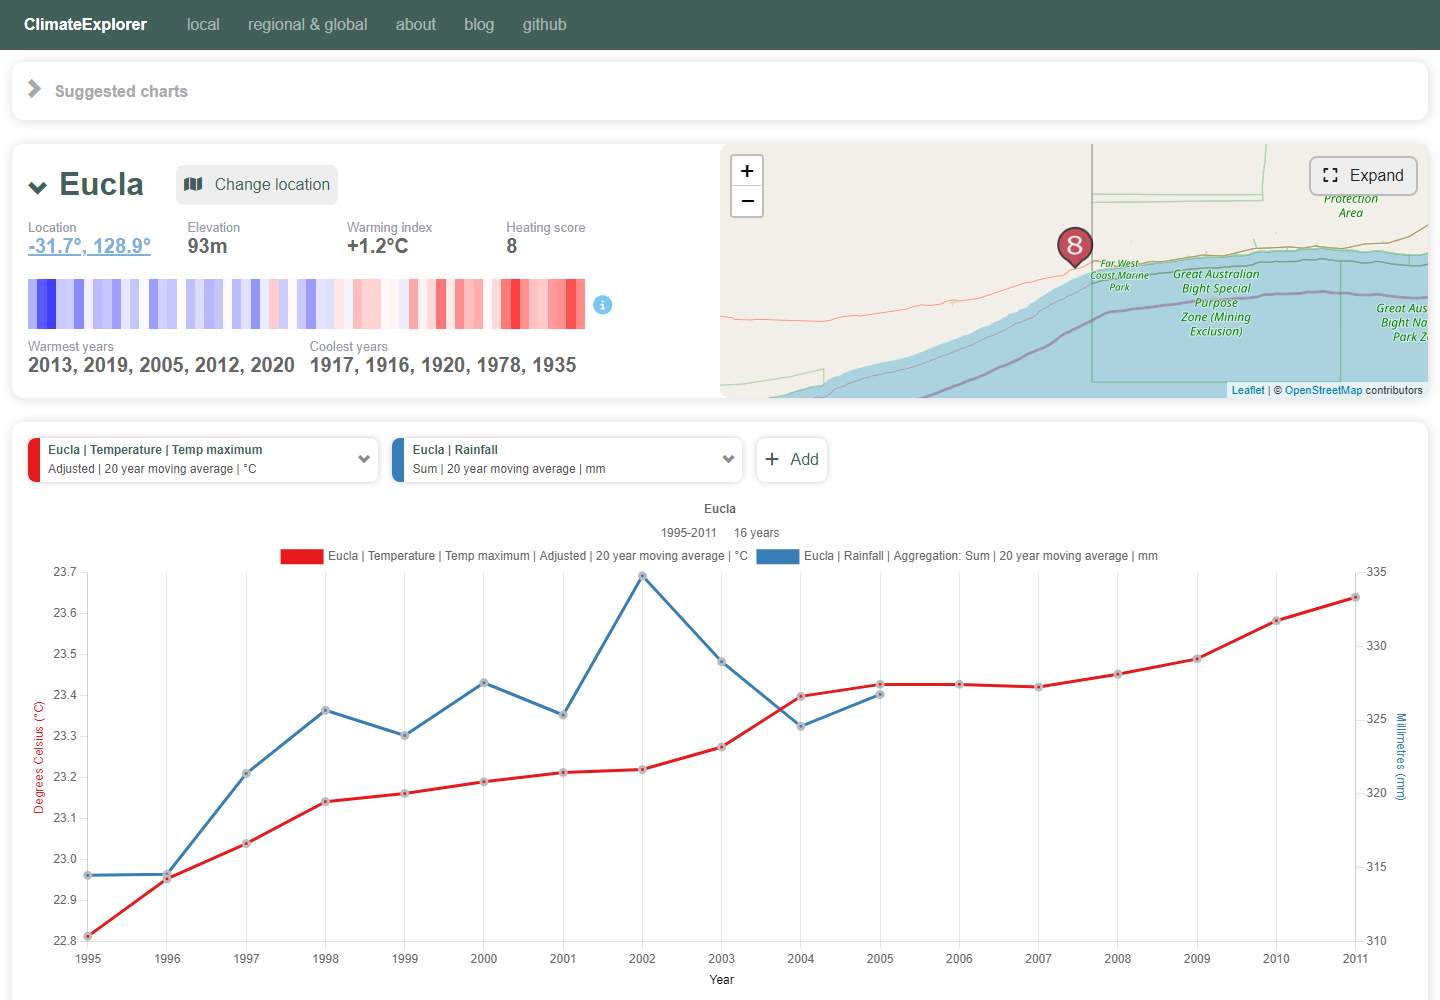 ClimateExplorer local regional & global about blog github
Suggested charts
Eucla Change location
Location Elevation Warming index Heating score
-31.7°, 128.9° 93m +1.2°C 8
Warmest years Coolest years
2013, 2019, 2005, 2012, 2020 1917, 1916, 1920, 1978, 1935
+
−
Expand
Protection
Area
8
Far West
Coast Marine
Park
Great Australian
Bight Special
Purpose
Zone (Mining
Exclusion)
Great Aus
Bight Na
Park Z
Leaflet | © OpenStreetMap contributors
Eucla | Temperature | Temp maximum
Adjusted | 20 year moving average | °C
Eucla | Rainfall
Sum | 20 year moving average | mm
+ Add
Eucla
1995-2011 16 years
Eucla | Temperature | Temp maximum | Adjusted | 20 year moving average | °C Eucla | Rainfall | Aggregation: Sum | 20 year moving average | mm
23.7
23.6
23.5
23.4
23.3
23.2
23.1
23.0
22.9
22.8
Degrees Celsius (°C)
335
330
325
320
315
310
Millimetres (mm)
1995 1996 1997 1998 1999 2000 2001 2002 2003 2004 2005 2006 2007 2008 2009 2010 2011
Year